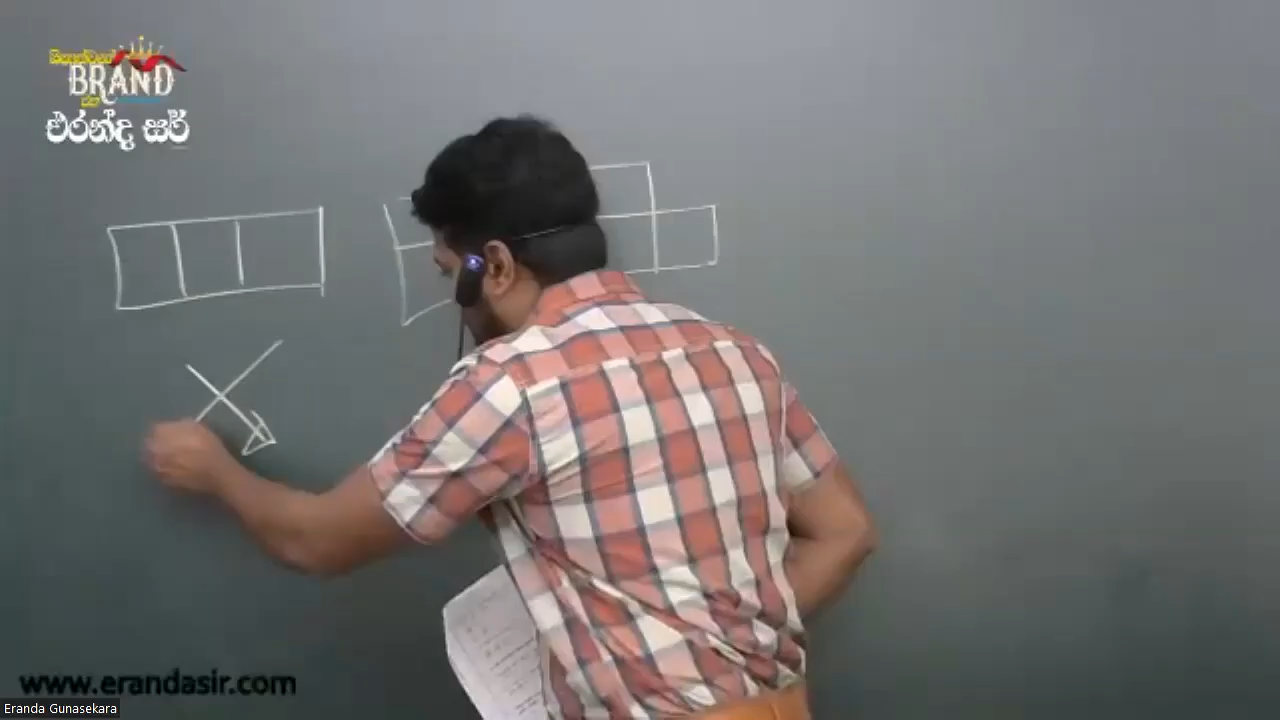 BRAND
එරන්ද සර්
www.erandasir.com
Eranda Gunasekara